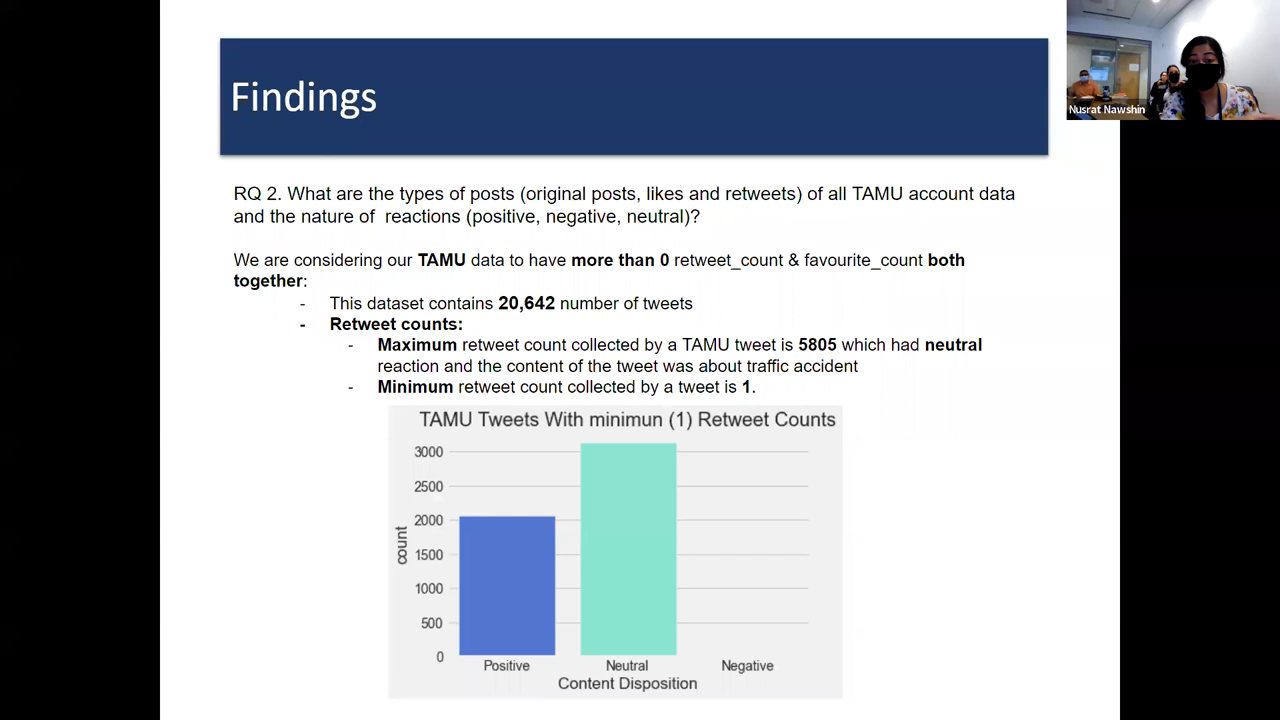 Findings
Nusrat Nawshin
RQ 2. What are the types of posts (original posts, likes and retweets) of all TAMU account data
and the nature of reactions (positive, negative, neutral)?
We are considering our TAMU data to have more than 0 retweet_count & favourite_count both
together:
- This dataset contains 20,642 number of tweets
- Retweet counts:
- Maximum retweet count collected by a TAMU tweet is 5805 which had neutral
reaction and the content of the tweet was about traffic accident
- Minimum retweet count collected by a tweet is 1.
TAMU Tweets With minimun (1) Retweet Counts
3000
2500
2000
1500
1000
500
0
count
Positive Neutral Negative
Content Disposition